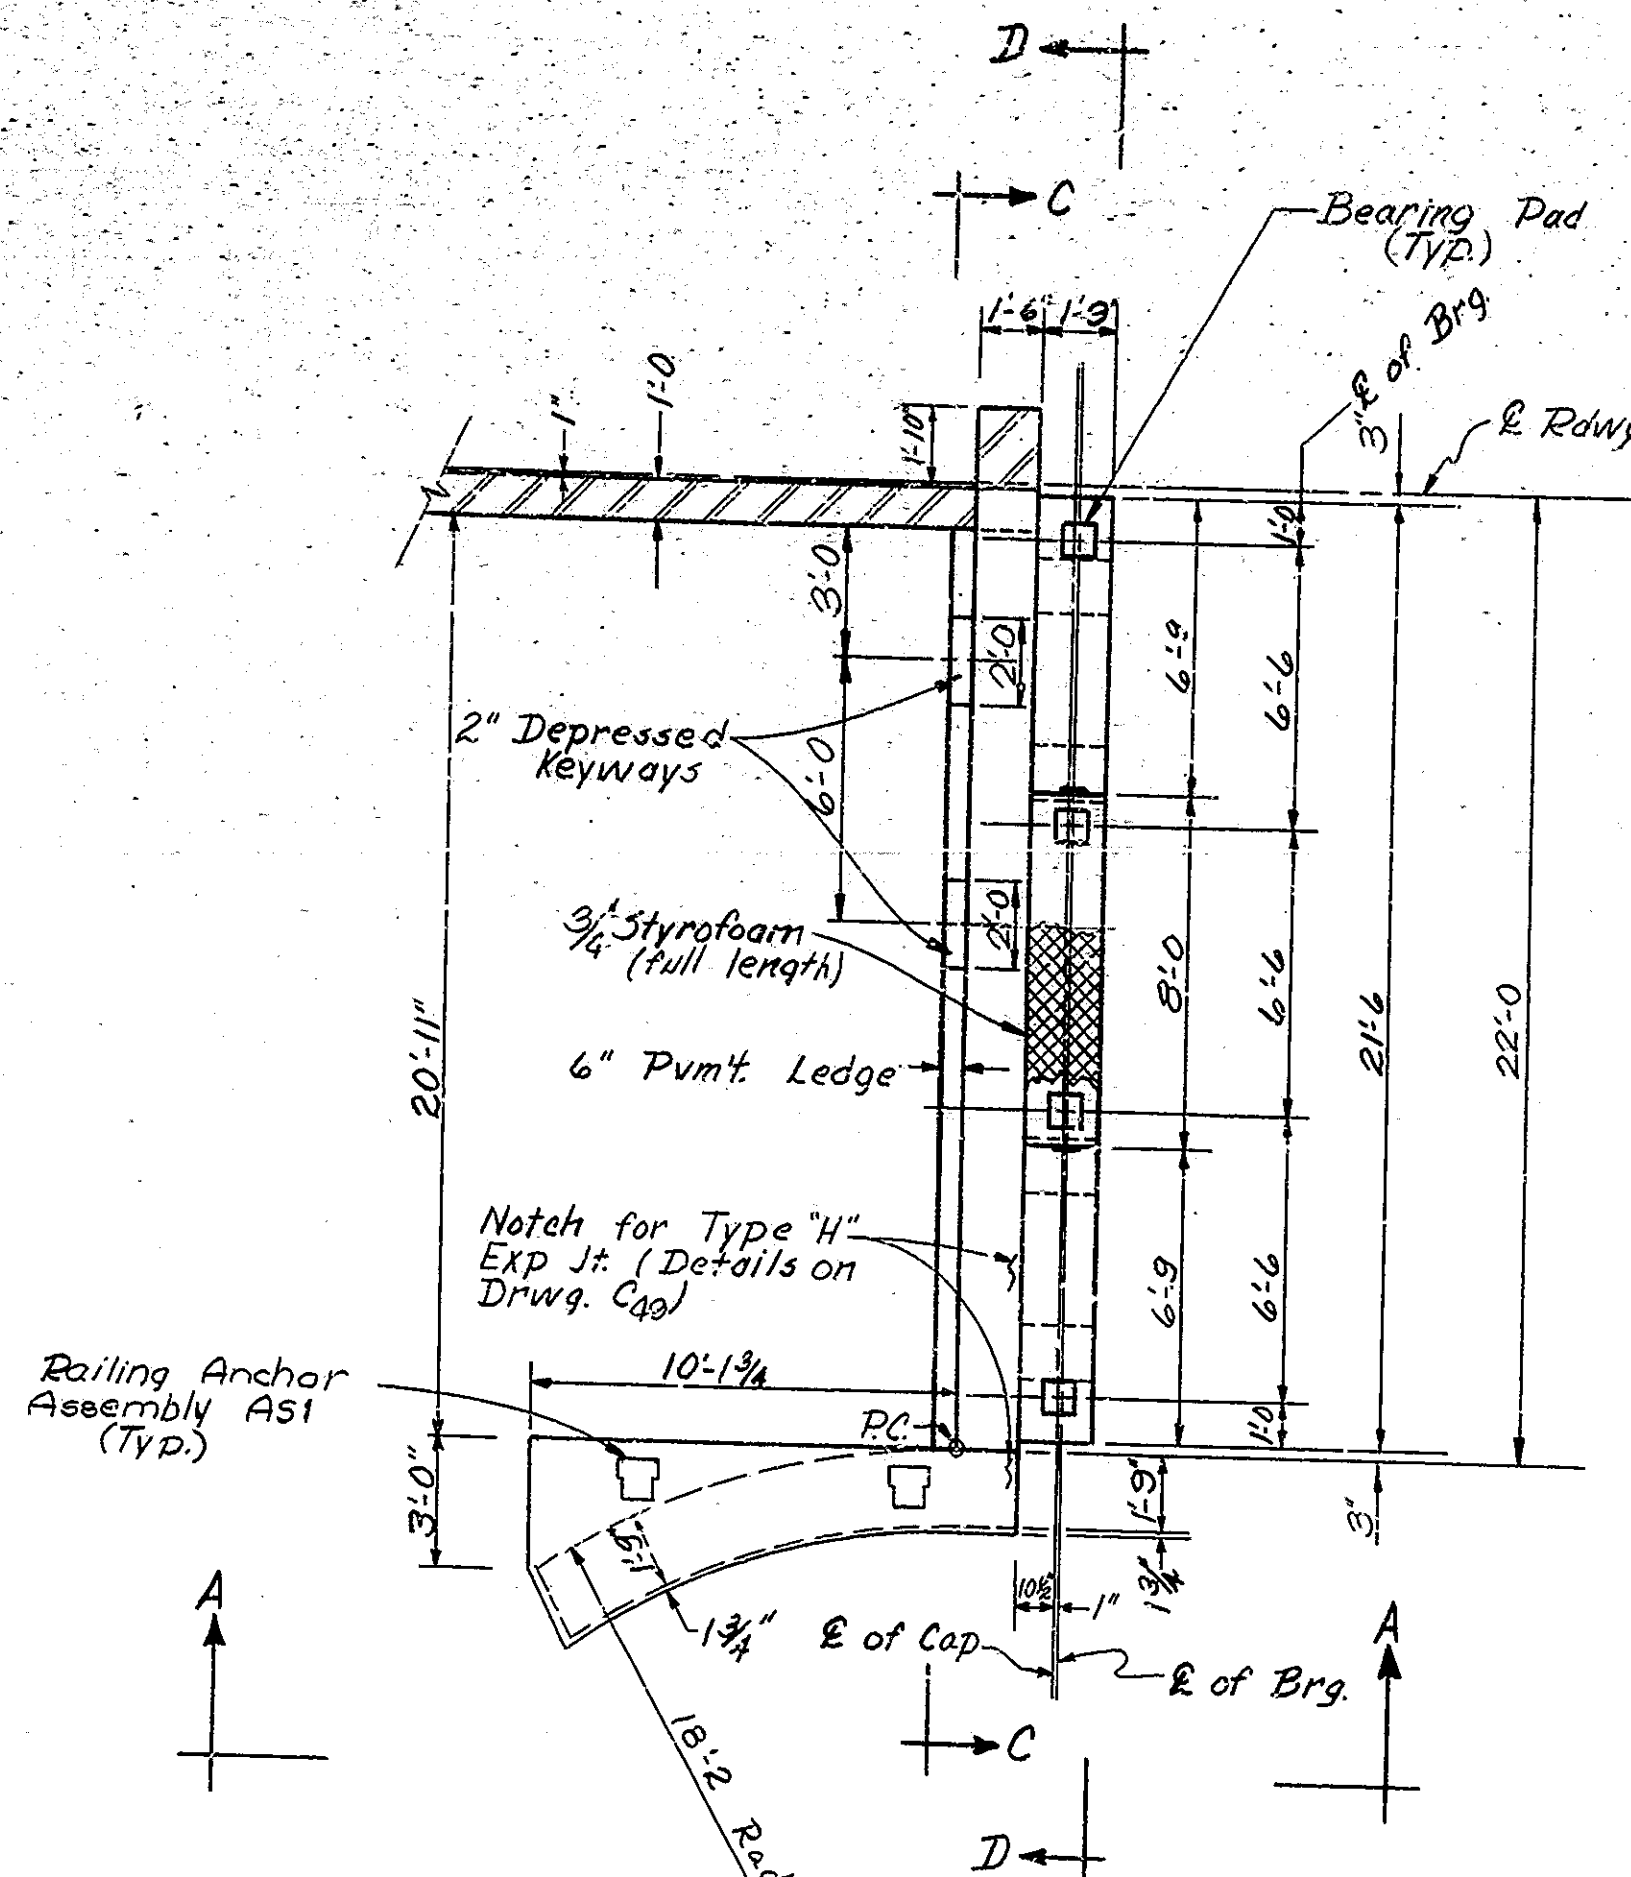 D
C
Bearing Pad
(Typ.)
1'-6" 1'-9"
℄ of Brg.
1"
1'-0
1'-10"
3"
℄ Rdwy
3'-0
1'-0
2'-0
6'-9
6'-6
2" Depressed
Keyways
6'-0
3/4" Styrofoam
(full length)
2'-0
8'-0
6'-6
21'-6
22'-0
20'-11"
6" Pvm't. Ledge
Notch for Type "H"
Exp Jt. (Details on
Drwg. C49)
6'-9
6'-6
Railing Anchor
Assembly AS1
(Typ.)
10'-1 3/4
P.C.
1'-0
3'-0"
1'-9"
3"
1'-9"
1 3/4"
10 1/2"
1"
1 3/4"
A
℄ of Cap
℄ of Brg.
A
18'-2 Rad
C
D